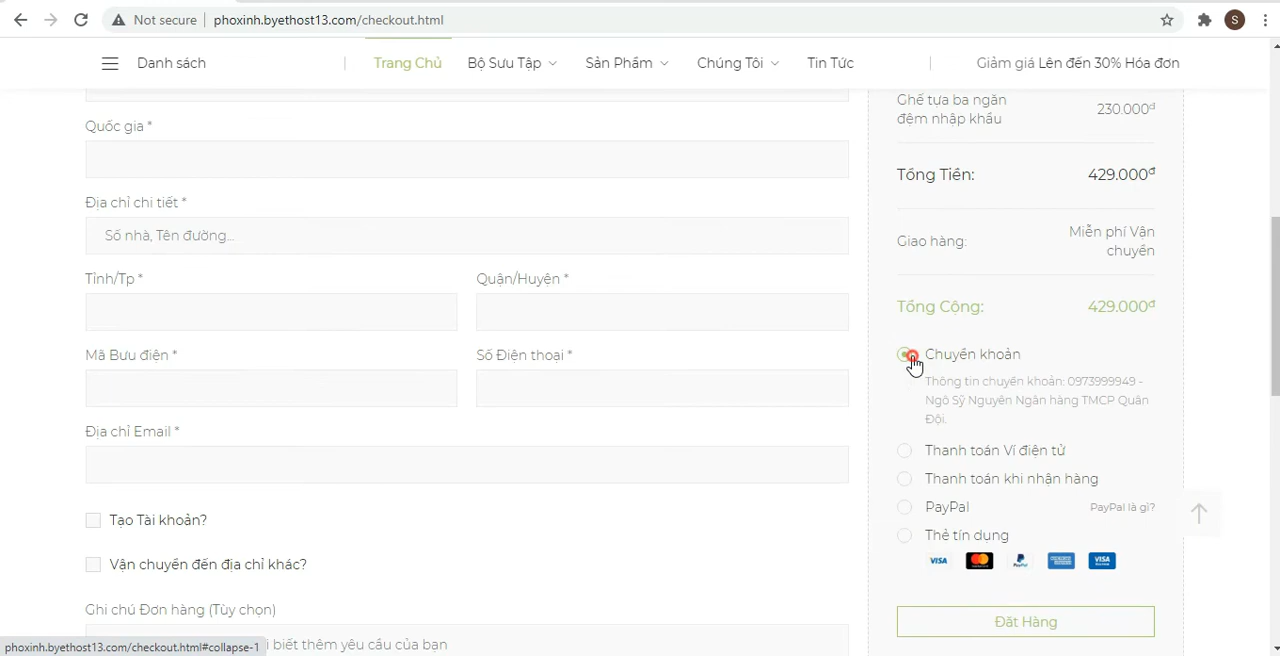 Not secure
phoxinh.byethost13.com/checkout.html
S
Danh sách
Trang Chủ
Bộ Sưu Tập
Sản Phẩm
Chúng Tôi
Tin Tức
Giảm giá Lên đến 30% Hóa đơn
Quốc gia *
Địa chỉ chi tiết *
Số nhà, Tên đường...
Tỉnh/Tp *
Quận/Huyện *
Mã Bưu điện *
Số Điện thoại *
Địa chỉ Email *
Tạo Tài khoản?
Vận chuyển đến địa chỉ khác?
Ghi chú Đơn hàng (Tùy chọn)
i biết thêm yêu cầu của bạn
Ghế tựa ba ngăn
đệm nhập khẩu
230.000đ
Tổng Tiền:
429.000đ
Giao hàng:
Miễn phí Vận
chuyển
Tổng Cộng:
429.000đ
Chuyển khoản
Thông tin chuyển khoản: 0973999949 -
Ngô Sỹ Nguyên Ngân hàng TMCP Quân
Đội.
Thanh toán Ví điện tử
Thanh toán khi nhận hàng
PayPal
PayPal là gì?
Thẻ tín dụng
VISA
PayPal
VISA
Đặt Hàng
phoxinh.byethost13.com/checkout.html#collapse-1